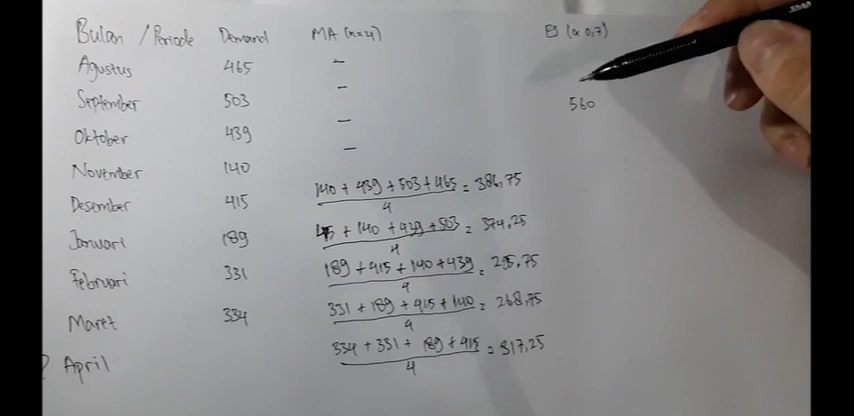 Bulan / Periode Demand MA (n=4) ES (α 0,7)
Agustus 465 -
September 503 - 560
Oktober 439 -
November 140 -
Desember 415 140 + 439 + 503 + 465 / 4 = 386,75
Januari 189 415 + 140 + 439 + 503 / 4 = 374,25
Februari 331 189 + 415 + 140 + 439 / 4 = 295,75
Maret 334 331 + 189 + 415 + 140 / 4 = 268,75
? April 334 + 331 + 189 + 415 / 4 = 317,25